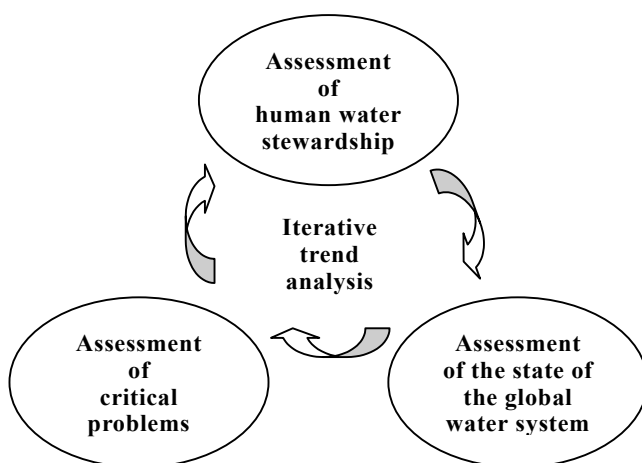 Assessment
of
human water
stewardship
Iterative
trend
analysis
Assessment
of
critical
problems
Assessment
of the state of
the global
water system